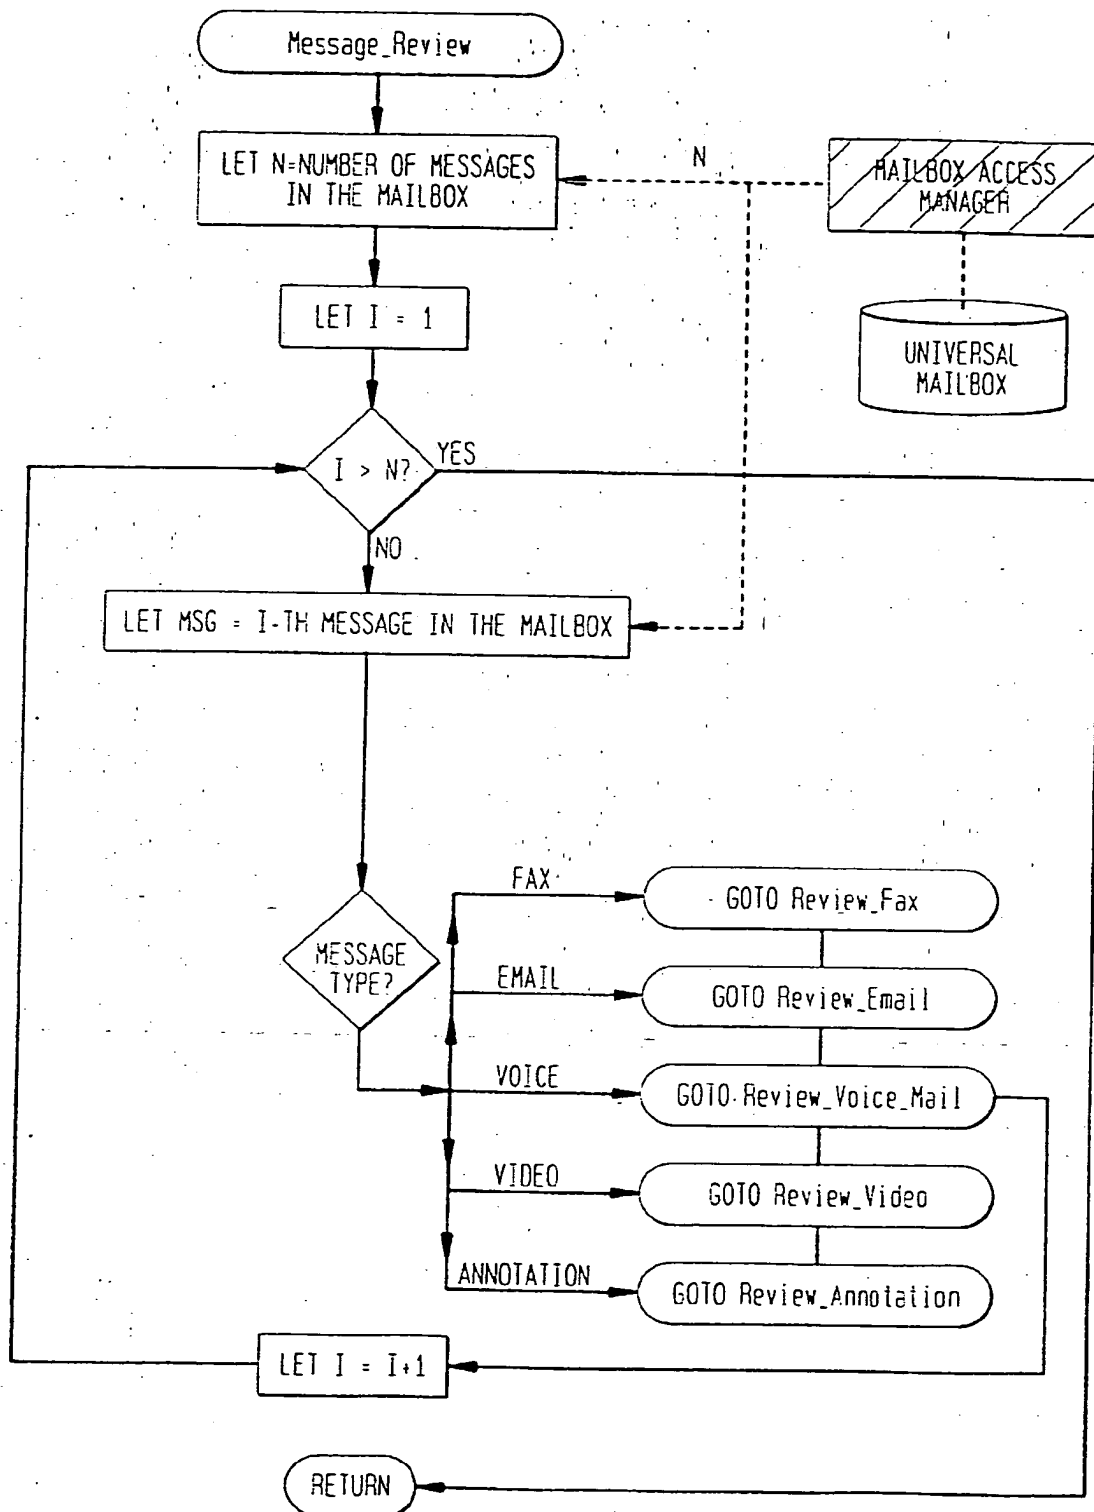 Message_Review
LET N=NUMBER OF MESSAGES
IN THE MAILBOX
N
MAILBOX ACCESS
MANAGER
LET I = 1
UNIVERSAL
MAILBOX
I > N?
YES
NO
LET MSG = I-TH MESSAGE IN THE MAILBOX
MESSAGE
TYPE?
FAX
GOTO Review_Fax
EMAIL
GOTO Review_Email
VOICE
GOTO Review_Voice_Mail
VIDEO
GOTO Review_Video
ANNOTATION
GOTO Review_Annotation
LET I = I+1
RETURN